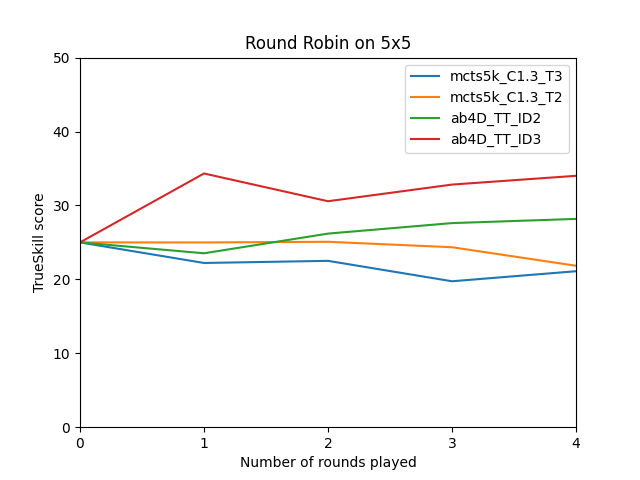 Round Robin on 5x5
50
40
30
20
10
0
TrueSkill score
mcts5k_C1.3_T3
mcts5k_C1.3_T2
ab4D_TT_ID2
ab4D_TT_ID3
0 1 2 3 4
Number of rounds played